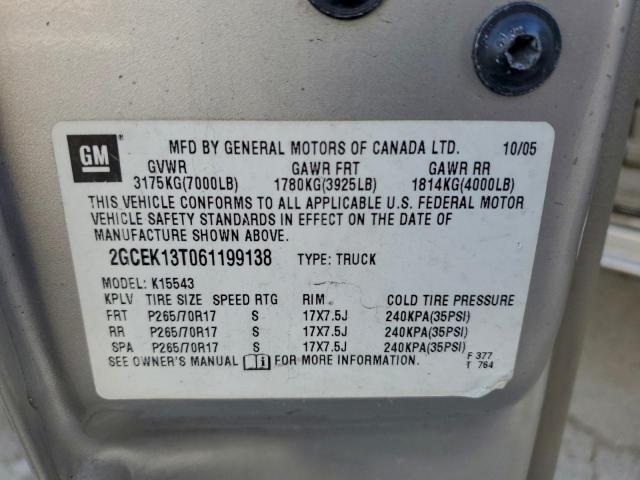 GM MFD BY GENERAL MOTORS OF CANADA LTD. 10/05
GVWR GAWR FRT GAWR RR
3175KG(7000LB) 1780KG(3925LB) 1814KG(4000LB)
THIS VEHICLE CONFORMS TO ALL APPLICABLE U.S. FEDERAL MOTOR
VEHICLE SAFETY STANDARDS IN EFFECT ON THE DATE OF
MANUFACTURE SHOWN ABOVE.
2GCEK13T061199138 TYPE: TRUCK
MODEL: K15543
KPLV TIRE SIZE SPEED RTG RIM COLD TIRE PRESSURE
FRT P265/70R17 S 17X7.5J 240KPA(35PSI)
RR P265/70R17 S 17X7.5J 240KPA(35PSI)
SPA P265/70R17 S 17X7.5J 240KPA(35PSI)
SEE OWNER'S MANUAL FOR MORE INFORMATION.
F 377
T 764